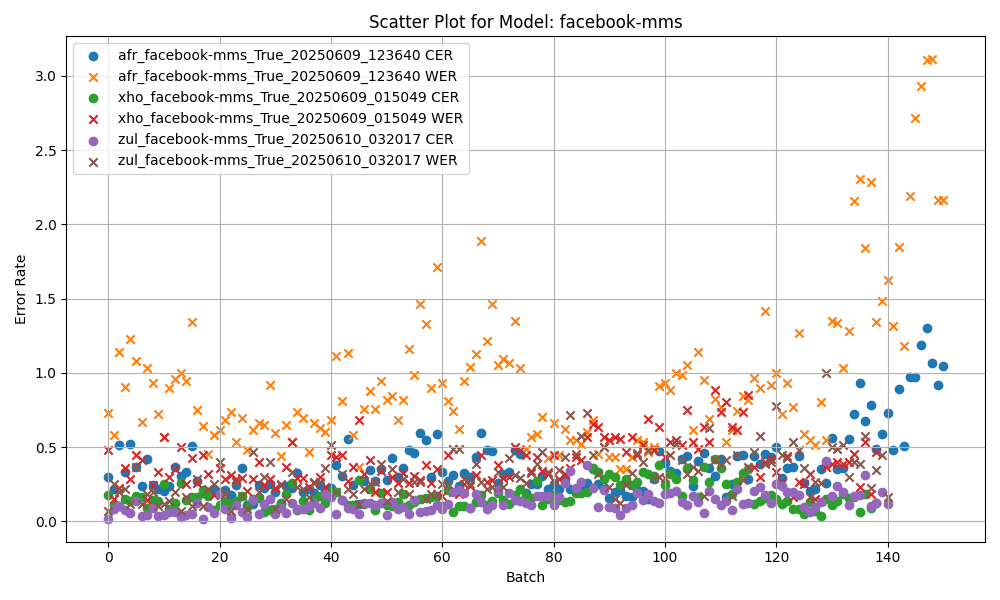 Scatter Plot for Model: facebook-mms
afr_facebook-mms_True_20250609_123640 CER
afr_facebook-mms_True_20250609_123640 WER
xho_facebook-mms_True_20250609_015049 CER
xho_facebook-mms_True_20250609_015049 WER
zul_facebook-mms_True_20250610_032017 CER
zul_facebook-mms_True_20250610_032017 WER
Error Rate
3.0
2.5
2.0
1.5
1.0
0.5
0.0
0 20 40 60 80 100 120 140
Batch